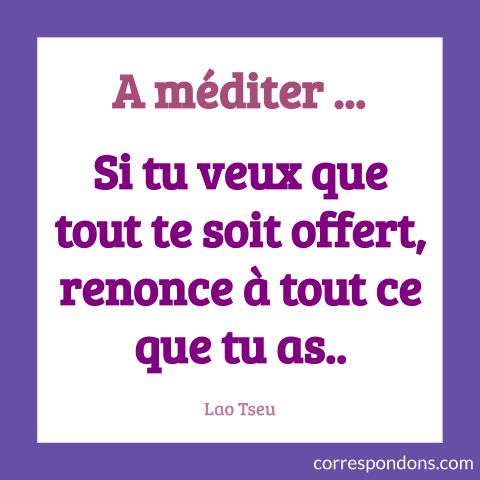 A méditer ...
Si tu veux que
tout te soit offert,
renonce à tout ce
que tu as..
Lao Tseu
correspondons.com